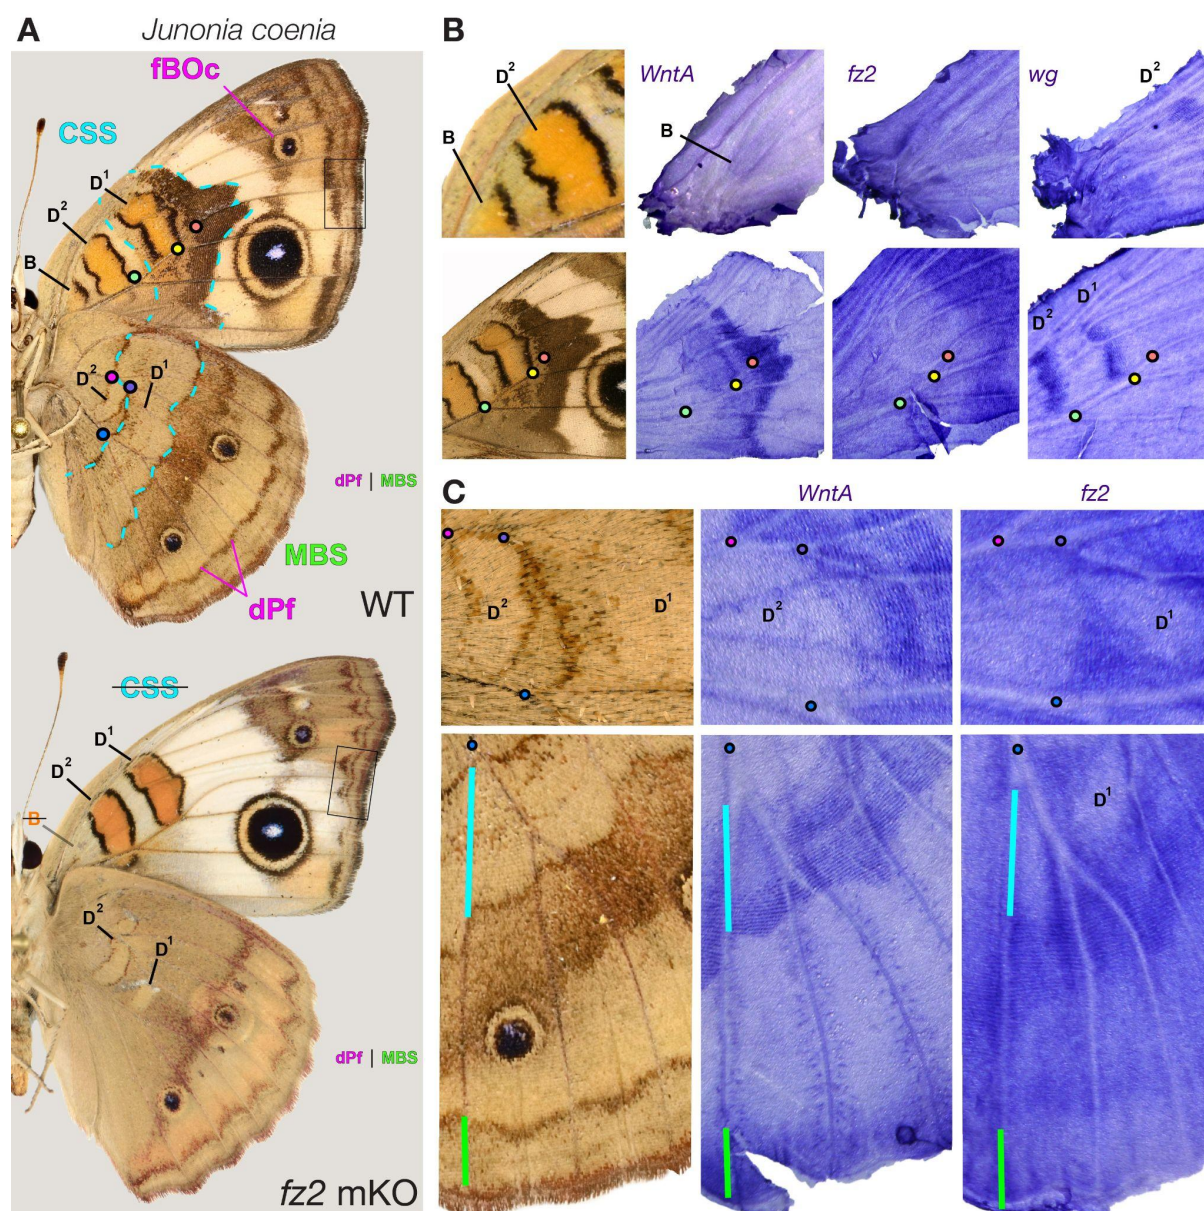 A
Junonia coenia
fBOc
CSS
D1
D2
B
D2
D1
dPf | MBS
MBS
dPf
WT
CSS
D1
D2
B
D2
D1
dPf | MBS
fz2 mKO
B
D2
B
WntA
B
fz2
wg
D2
D1
D2
C
WntA
fz2
D2
D1
D2
D1
D1